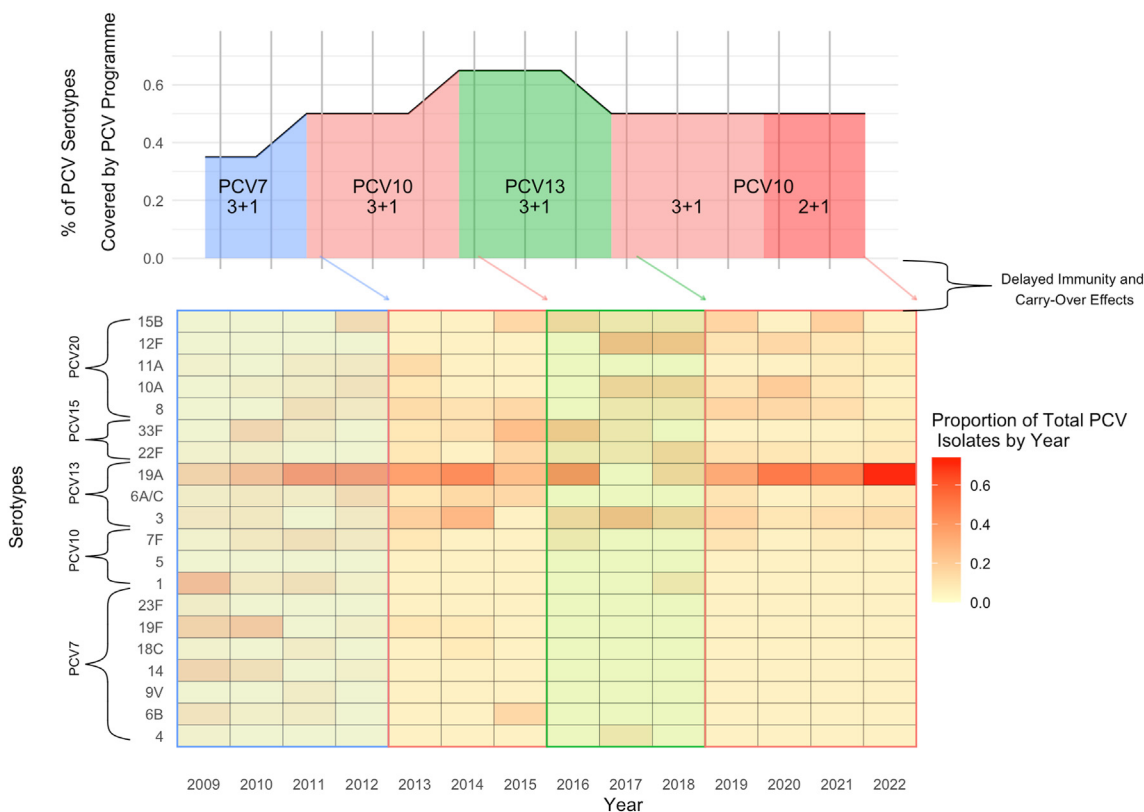 % of PCV Serotypes
Covered by PCV Programme
0.6
0.4
0.2
0.0
PCV7
3+1
PCV10
3+1
PCV13
3+1
PCV10
3+1
2+1
Delayed Immunity and
Carry-Over Effects
Serotypes
PCV20
PCV15
PCV13
PCV10
PCV7
15B
12F
11A
10A
8
33F
22F
19A
6A/C
3
7F
5
1
23F
19F
18C
14
9V
6B
4
2009 2010 2011 2012 2013 2014 2015 2016 2017 2018 2019 2020 2021 2022
Year
Proportion of Total PCV
Isolates by Year
0.6
0.4
0.2
0.0